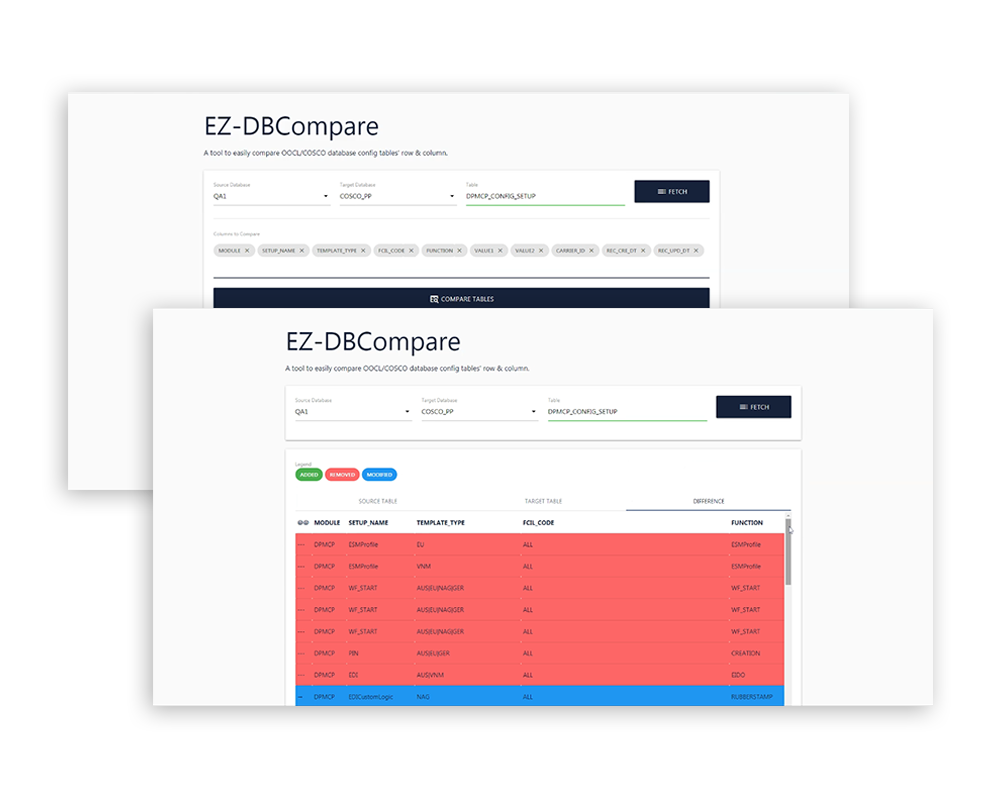 EZ-DBCompare
A tool to easily compare OOCL/COSCO database config tables' row & column.
Source Database Target Database Table
QA1 COSCO_PP DPMCP_CONFIG_SETUP FETCH
Columns to Compare
MODULE × SETUP_NAME × TEMPLATE_TYPE × FCIL_CODE × FUNCTION × VALUE1 × VALUE2 × CARRIER_ID × REC_CRE_DT × REC_UPD_DT ×
COMPARE TABLES
EZ-DBCompare
A tool to easily compare OOCL/COSCO database config tables' row & column.
Source Database Target Database Table
QA1 COSCO_PP DPMCP_CONFIG_SETUP FETCH
Legend
ADDED REMOVED MODIFIED
SOURCE TABLE TARGET TABLE DIFFERENCE
MODULE SETUP_NAME TEMPLATE_TYPE FCIL_CODE FUNCTION
DPMCP ESMProfile EU ALL ESMProfile
DPMCP ESMProfile VNM ALL ESMProfile
DPMCP WF_START AUS|EU|NAG|GER ALL WF_START
DPMCP WF_START AUS|EU|NAG|GER ALL WF_START
DPMCP WF_START AUS|EU|NAG|GER ALL WF_START
DPMCP FIN AUS|EU|GER ALL CREATION
DPMCP EDI AUS|VNM ALL EIDO
DPMCP EDICustomLogic NAG ALL RUBBERSTAMP